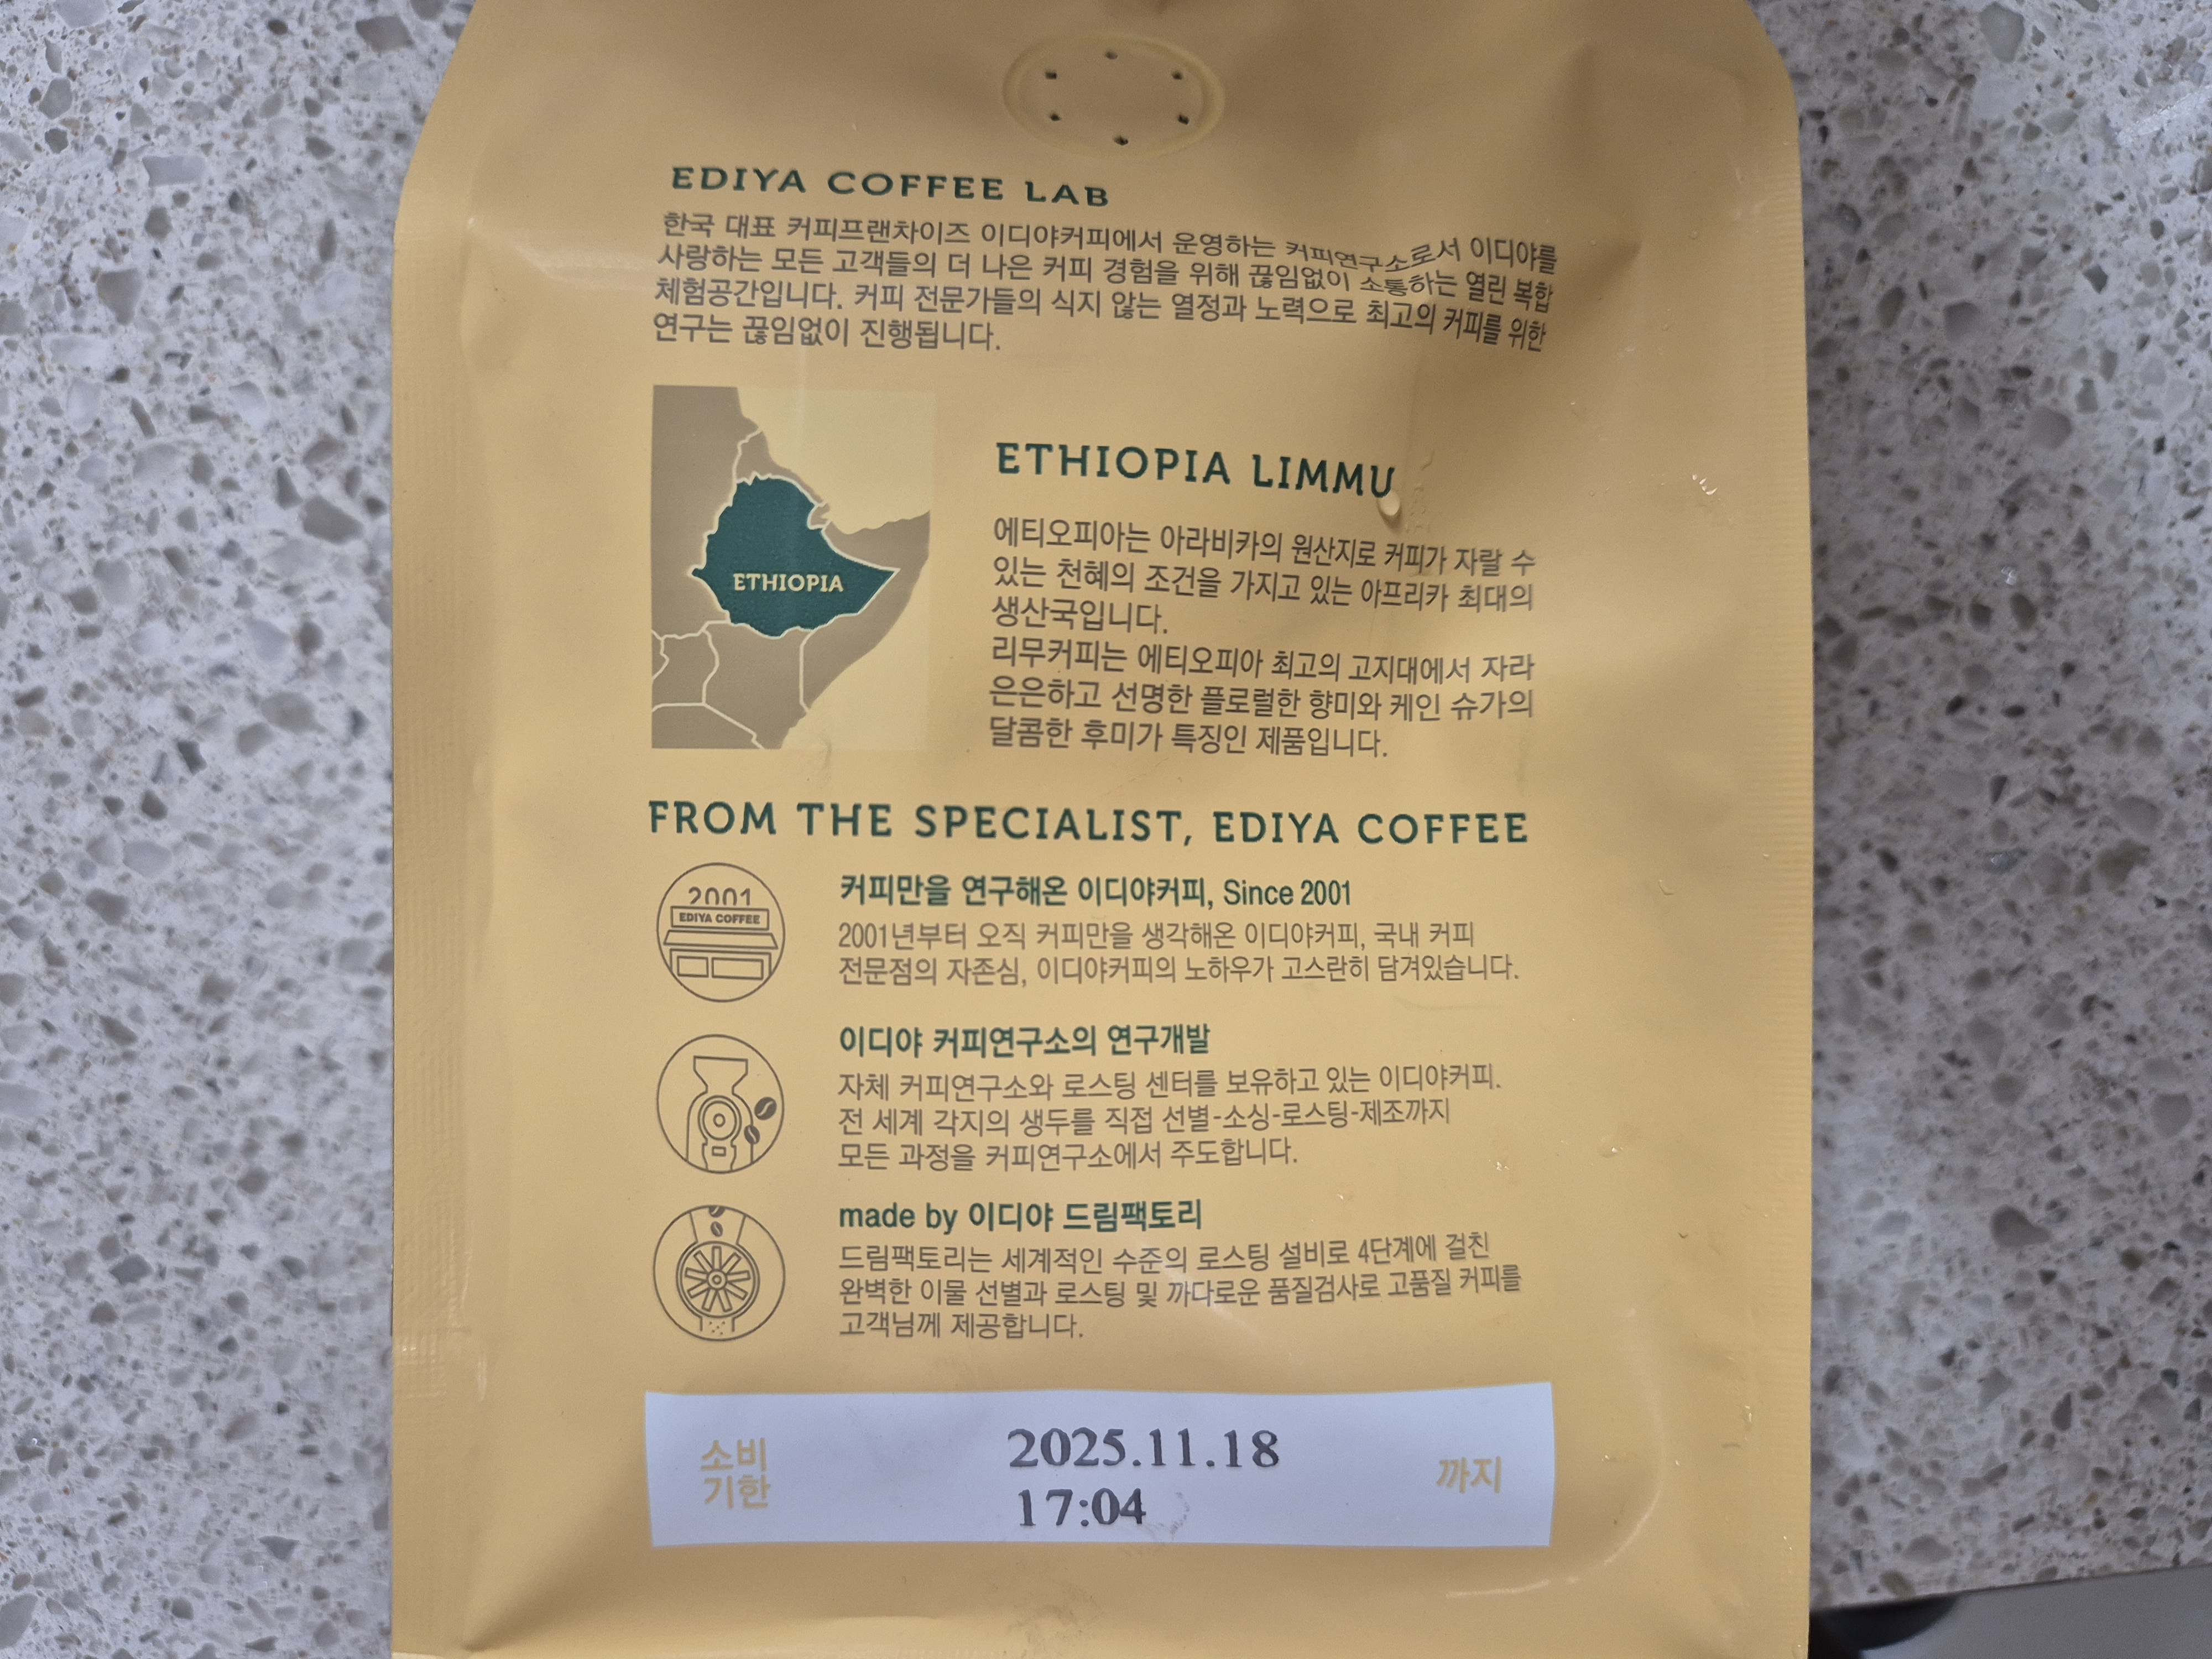 EDIYA COFFEE LAB
한국 대표 커피프랜차이즈 이디야커피에서 운영하는 커피연구소로서 이디야를
사랑하는 모든 고객들의 더 나은 커피 경험을 위해 끊임없이 소통하는 열린 복합
체험공간입니다. 커피 전문가들의 식지 않는 열정과 노력으로 최고의 커피를 위한
연구는 끊임없이 진행됩니다.
ETHIOPIA
ETHIOPIA LIMMU
에티오피아는 아라비카의 원산지로 커피가 자랄 수
있는 천혜의 조건을 가지고 있는 아프리카 최대의
생산국입니다.
리무커피는 에티오피아 최고의 고지대에서 자라
은은하고 선명한 플로럴한 향미와 케인 슈가의
달콤한 후미가 특징인 제품입니다.
FROM THE SPECIALIST, EDIYA COFFEE
2001
EDIYA COFFEE
커피만을 연구해온 이디야커피, Since 2001
2001년부터 오직 커피만을 생각해온 이디야커피, 국내 커피
전문점의 자존심, 이디야커피의 노하우가 고스란히 담겨있습니다.
이디야 커피연구소의 연구개발
자체 커피연구소와 로스팅 센터를 보유하고 있는 이디야커피.
전 세계 각지의 생두를 직접 선별-소싱-로스팅-제조까지
모든 과정을 커피연구소에서 주도합니다.
made by 이디야 드림팩토리
드림팩토리는 세계적인 수준의 로스팅 설비로 4단계에 걸친
완벽한 이물 선별과 로스팅 및 까다로운 품질검사로 고품질 커피를
고객님께 제공합니다.
소비
기한
2025.11.18
17:04
까지